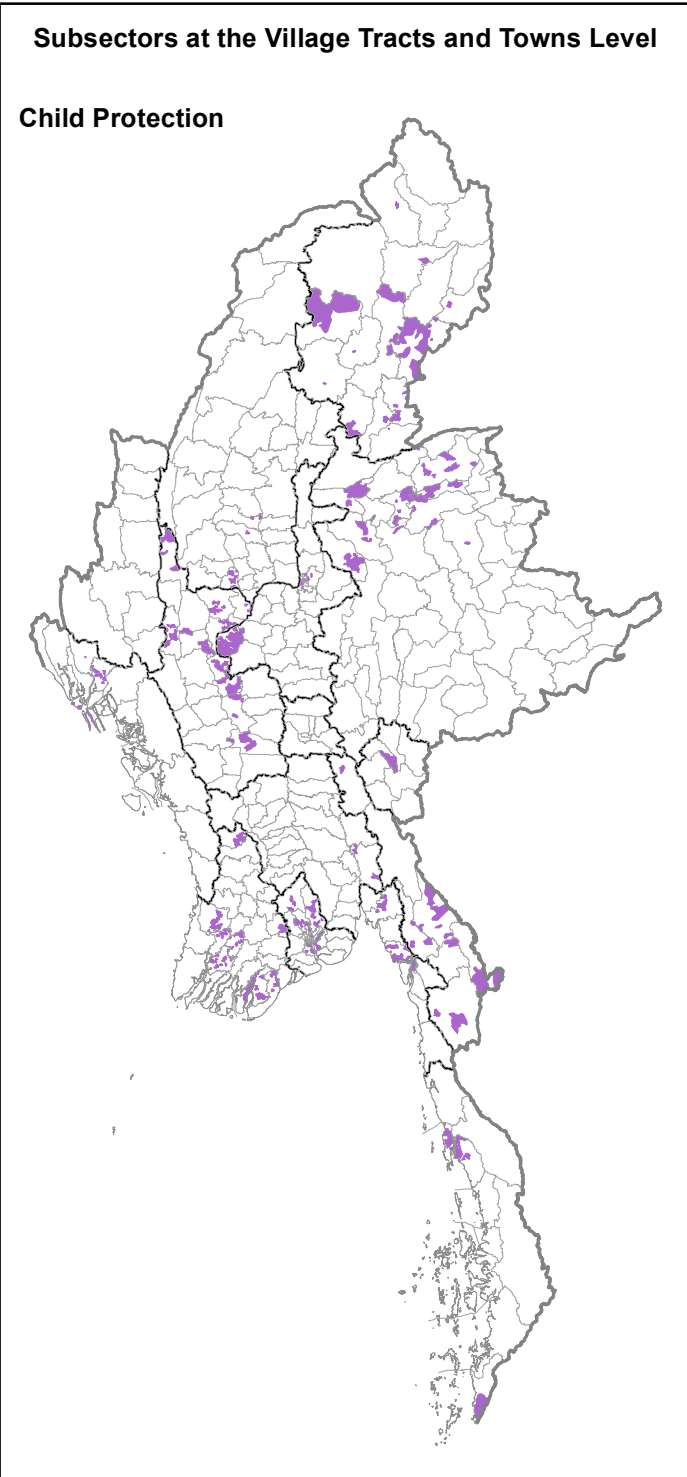 Subsectors at the Village Tracts and Towns Level
Child Protection